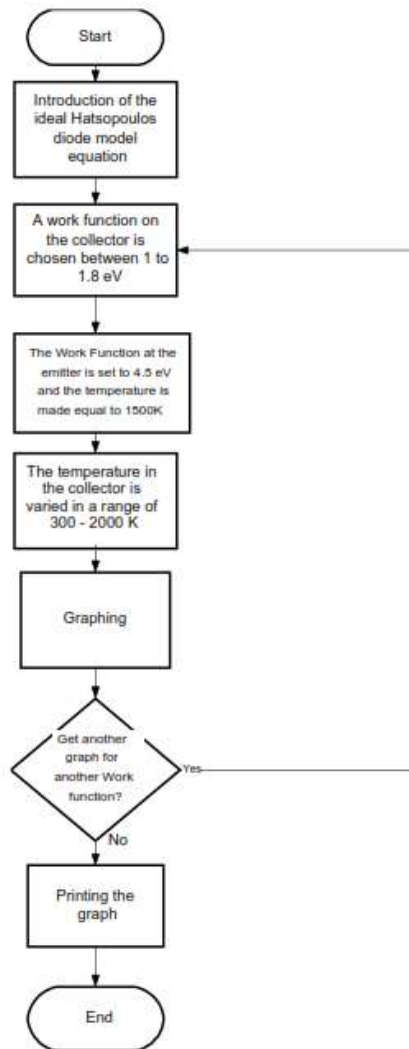 Start
Introduction of the
ideal Hatsopoulos
diode model
equation
A work function on
the collector is
chosen between 1 to
1.8 eV
The Work Function at the
emitter is set to 4.5 eV
and the temperature is
made equal to 1500K
The temperature in
the collector is
varied in a range of
300 - 2000 K
Graphing
Get another
graph for
another Work
function?
Yes
No
Printing the
graph
End